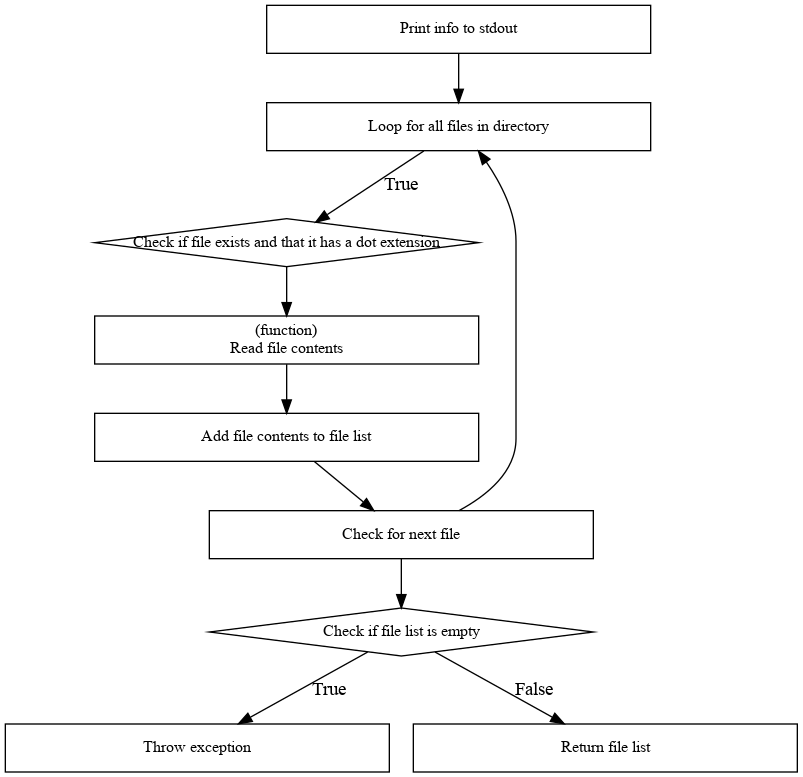 Print info to stdout
Loop for all files in directory
True
Check if file exists and that it has a dot extension
(function)
Read file contents
Add file contents to file list
Check for next file
Check if file list is empty
True
False
Throw exception
Return file list